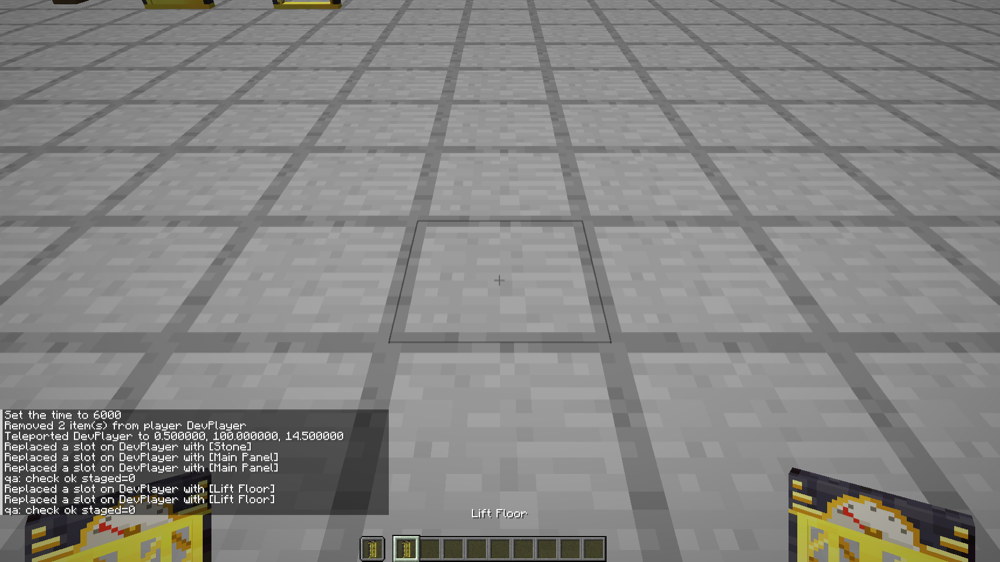 Set the time to 6000
Removed 2 item(s) from player DevPlayer
Teleported DevPlayer to 0.500000, 100.000000, 14.500000
Replaced a slot on DevPlayer with [Stone]
Replaced a slot on DevPlayer with [Main Panel]
Replaced a slot on DevPlayer with [Main Panel]
qa: check ok staged=0
Replaced a slot on DevPlayer with [Lift Floor]
Replaced a slot on DevPlayer with [Lift Floor]
qa: check ok staged=0
Lift Floor